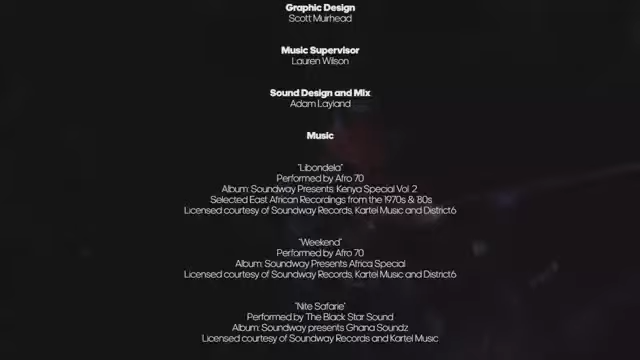 Graphic Design
Scott Muirhead
Music Supervisor
Lauren Wilson
Sound Design and Mix
Adam Layland
Music
"Libondela"
Performed by Afro 70
Album: Soundway Presents: Kenya Special Vol. 2
Selected East African Recordings from the 1970s & '80s
Licensed courtesy of Soundway Records, Kartel Music and District6
"Weekend"
Performed by Afro 70
Album: Soundway Presents Africa Special
Licensed courtesy of Soundway Records, Kartel Music and District6
"Nite Safarie"
Performed by The Black Star Sound
Album: Soundway presents Ghana Soundz
Licensed courtesy of Soundway Records and Kartel Music